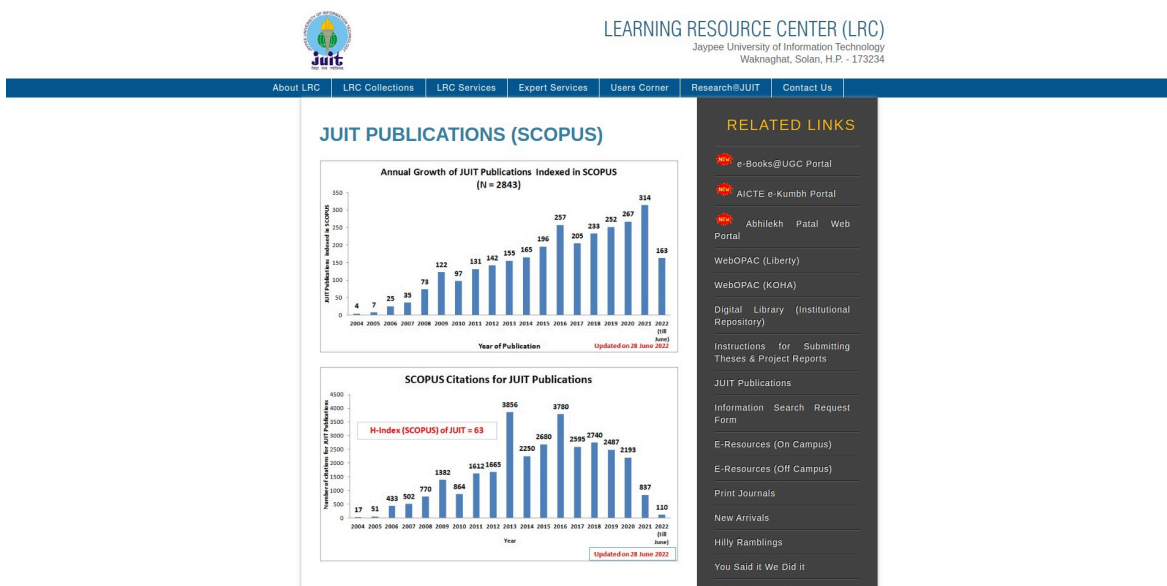 JAYPEE UNIVERSITY OF INFORMATION TECHNOLOGY
juit
LEARNING RESOURCE CENTER (LRC)
Jaypee University of Information Technology
Waknaghat, Solan, H.P. - 173234
About LRC LRC Collections LRC Services Expert Services Users Corner Research@JUIT Contact Us
JUIT PUBLICATIONS (SCOPUS)
Annual Growth of JUIT Publications Indexed in SCOPUS
(N = 2843)
JUIT Publications Indexed in SCOPUS
350
300
250
200
150
100
50
0
4 7 25 35 73 122 97 131 142 155 165 196 257 205 233 252 267 314 163
2004 2005 2006 2007 2008 2009 2010 2011 2012 2013 2014 2015 2016 2017 2018 2019 2020 2021 2022
(till
June)
Year of Publication
Updated on 28 June 2022
SCOPUS Citations for JUIT Publications
Number of citations for JUIT Publications
4500
4000
3500
3000
2500
2000
1500
1000
500
0
H-Index (SCOPUS) of JUIT = 63
17 51 433 502 770 1382 864 1612 1665 3856 2250 2680 3780 2595 2740 2487 2193 837 110
2004 2005 2006 2007 2008 2009 2010 2011 2012 2013 2014 2015 2016 2017 2018 2019 2020 2021 2022
(till
June)
Year
Updated on 28 June 2022
RELATED LINKS
NEW e-Books@UGC Portal
NEW AICTE e-Kumbh Portal
NEW Abhilekh Patal Web
Portal
WebOPAC (Liberty)
WebOPAC (KOHA)
Digital Library (Institutional
Repository)
Instructions for Submitting
Theses & Project Reports
JUIT Publications
Information Search Request
Form
E-Resources (On Campus)
E-Resources (Off Campus)
Print Journals
New Arrivals
Hilly Ramblings
You Said it We Did it